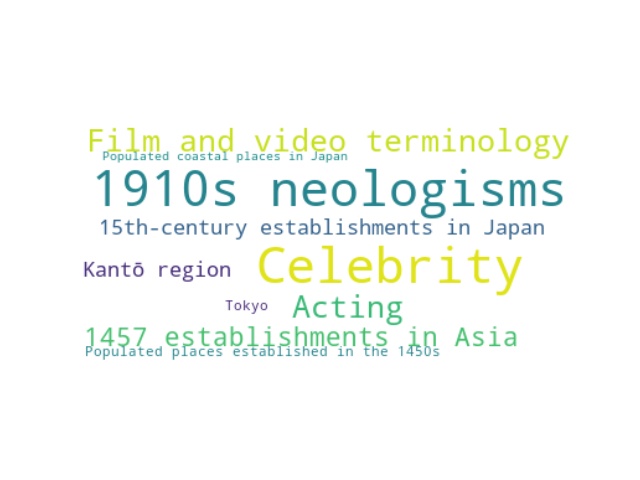 Film and video terminology
Populated coastal places in Japan
1910s neologisms
15th-century establishments in Japan
Kantō region
Celebrity
Tokyo
Acting
1457 establishments in Asia
Populated places established in the 1450s